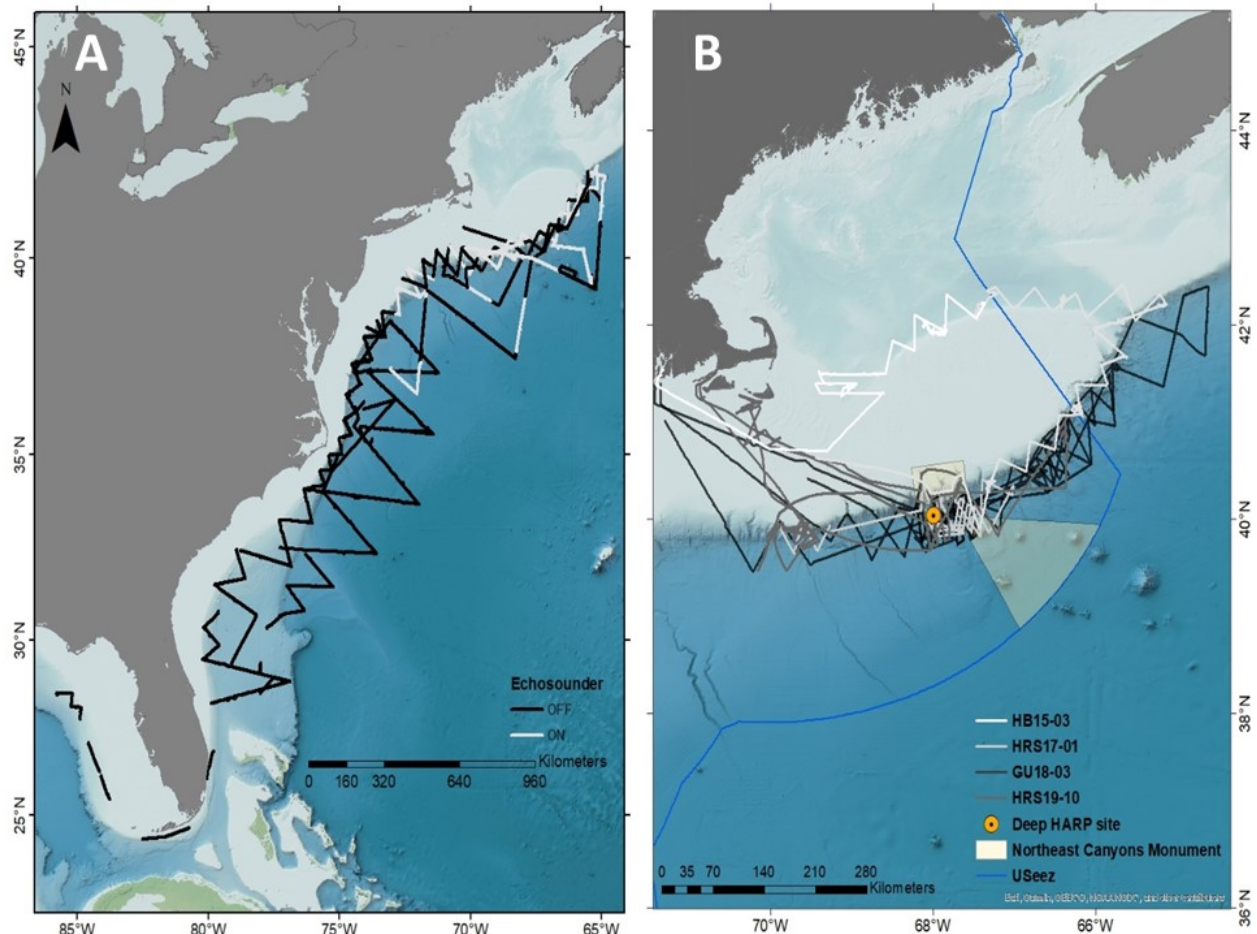 A
N
45°N
40°N
35°N
30°N
25°N
85°W
80°W
75°W
70°W
65°W
Echosounder
OFF
ON
Kilometers
0 160 320 640 960
B
44°N
42°N
40°N
38°N
36°N
70°W
68°W
66°W
HB15-03
HRS17-01
GU18-03
HRS19-10
Deep HARP site
Northeast Canyons Monument
USeez
0 35 70 140 210 280
Kilometers